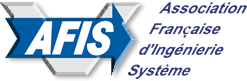 AFIS
Association
Française
d'Ingénierie
Système